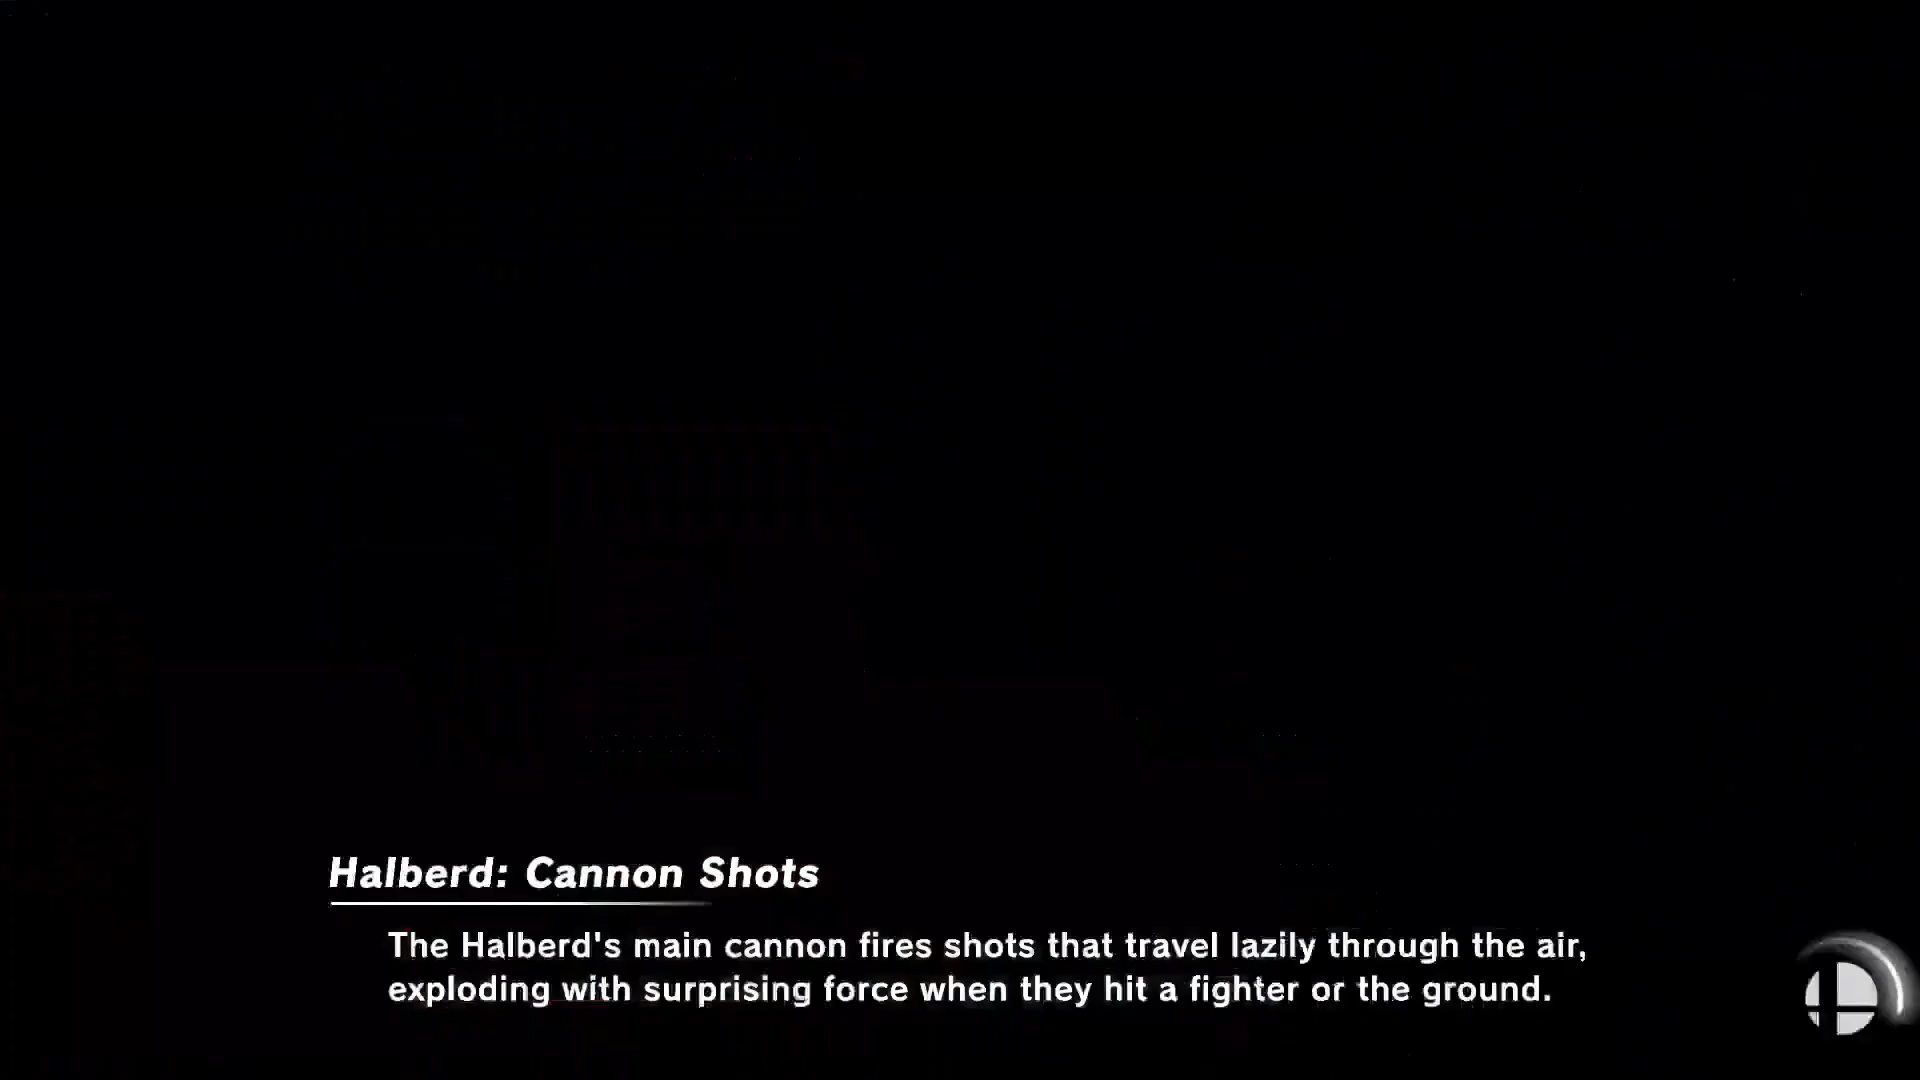 Halberd: Cannon Shots
The Halberd's main cannon fires shots that travel lazily through the air,
exploding with surprising force when they hit a fighter or the ground.